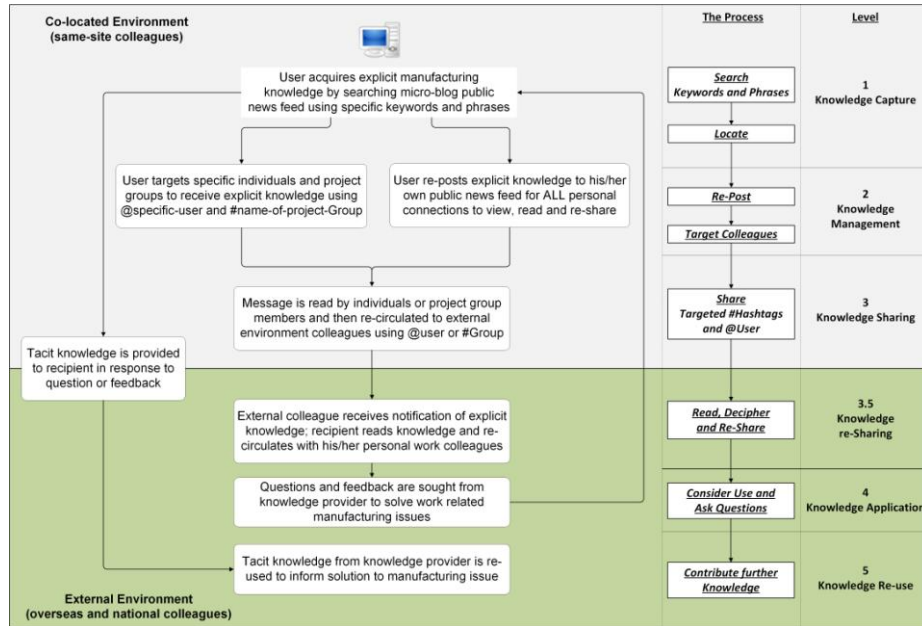 Co-located Environment
(same-site colleagues)
The Process
Level
User acquires explicit manufacturing
knowledge by searching micro-blog public
news feed using specific keywords and phrases
Search
Keywords and Phrases
Locate
1
Knowledge Capture
User targets specific individuals and project
groups to receive explicit knowledge using
@specific-user and #name-of-project-Group
User re-posts explicit knowledge to his/her
own public news feed for ALL personal
connections to view, read and re-share
Re-Post
Target Colleagues
2
Knowledge
Management
Message is read by individuals or project group
members and then re-circulated to external
environment colleagues using @user or #Group
Share
Targeted #Hashtags
and @User
3
Knowledge Sharing
Tacit knowledge is provided
to recipient in response to
question or feedback
External colleague receives notification of explicit
knowledge; recipient reads knowledge and re-
circulates with his/her personal work colleagues
Read, Decipher
and Re-Share
3.5
Knowledge
re-Sharing
Questions and feedback are sought from
knowledge provider to solve work related
manufacturing issues
Consider Use and
Ask Questions
4
Knowledge Application
Tacit knowledge from knowledge provider is re-
used to inform solution to manufacturing issue
Contribute further
Knowledge
5
Knowledge Re-use
External Environment
(overseas and national colleagues)